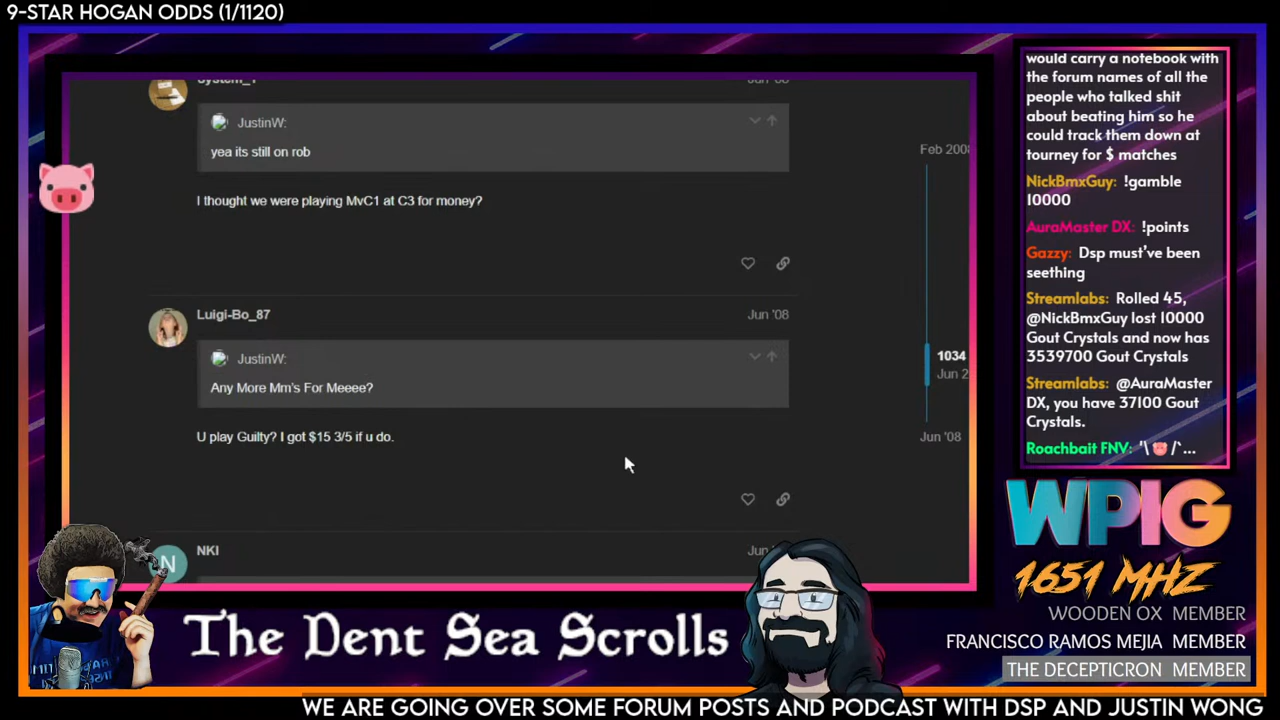 9-STAR HOGAN ODDS (1/1120)
System_1
Jun '08
JustinW:
yea its still on rob
I thought we were playing MvC1 at C3 for money?
Luigi-Bo_87
Jun '08
JustinW:
Any More Mm's For Meeee?
U play Guilty? I got $15 3/5 if u do.
N
NKI
Feb 2008
1034
Jun 2
Jun '08
would carry a notebook with
the forum names of all the
people who talked shit
about beating him so he
could track them down at
tourney for $ matches
NickBmxGuy: !gamble
10000
AuraMaster DX: !points
Gazzy: Dsp must've been
seething
Streamlabs: Rolled 45,
@NickBmxGuy lost 10000
Gout Crystals and now has
3539700 Gout Crystals
Streamlabs: @AuraMaster
DX, you have 37100 Gout
Crystals.
Roachbait FNV: '\🐷/`...
WPIG
1651 MHZ
WOODEN OX MEMBER
FRANCISCO RAMOS MEJIA MEMBER
THE DECEPTICRON MEMBER
The Dent Sea Scrolls
WE ARE GOING OVER SOME FORUM POSTS AND PODCAST WITH DSP AND JUSTIN WONG